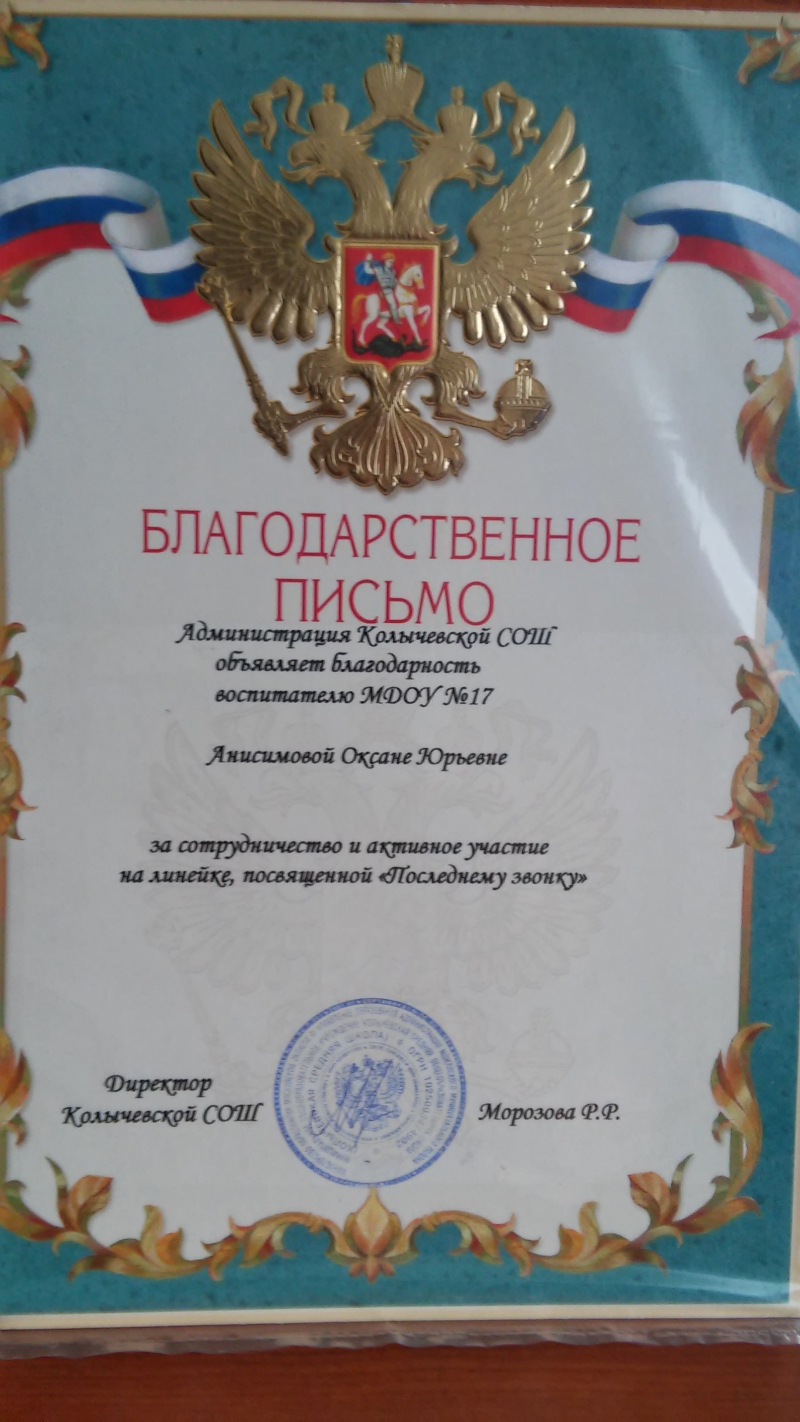 БЛАГОДАРСТВЕННОЕ
ПИСЬМО
Администрация Колычевской СОШ
объявляет благодарность
воспитателю МДОУ №17
Анисимовой Оксане Юрьевне
за сотрудничество и активное участие
на линейке, посвященной «Последнему звонку»
Директор
Колычевской СОШ
Морозова Р.Р.